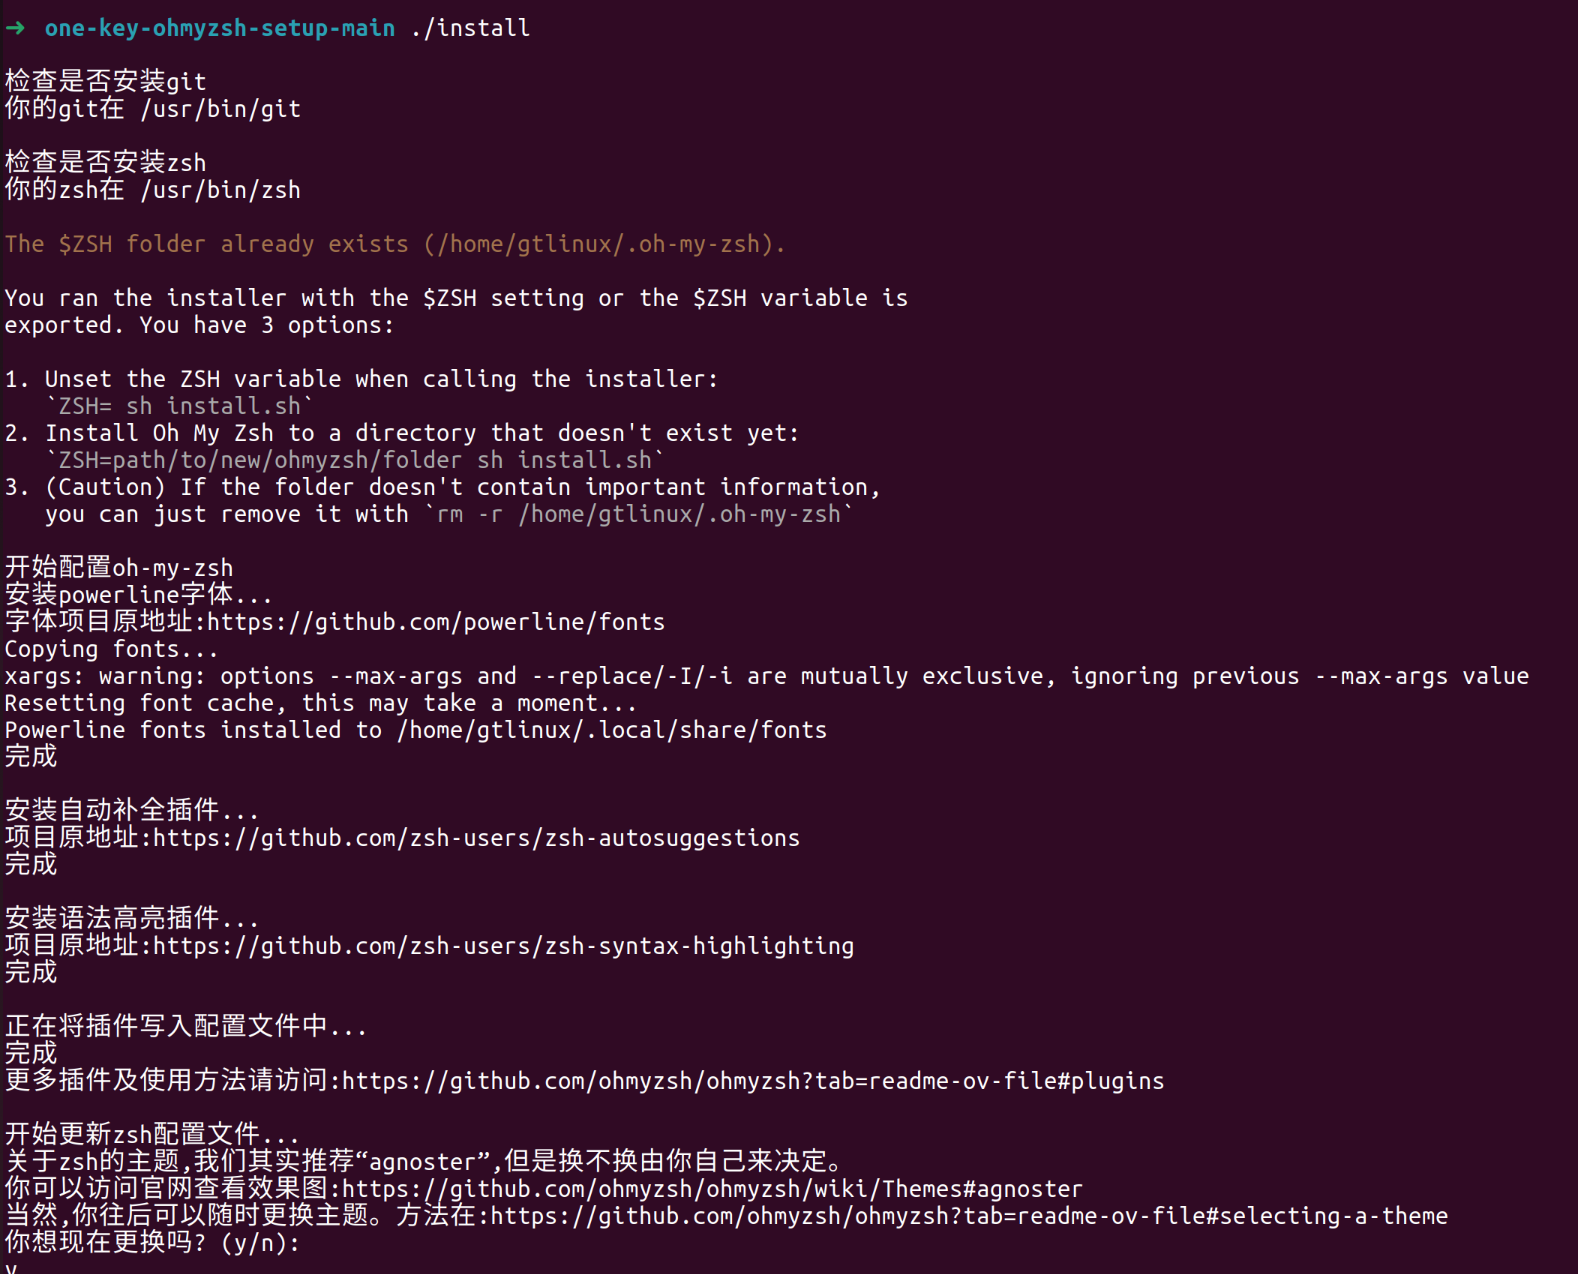 → one-key-ohmyzsh-setup-main ./install
检查是否安装git
你的git在 /usr/bin/git
检查是否安装zsh
你的zsh在 /usr/bin/zsh
The $ZSH folder already exists (/home/gtlinux/.oh-my-zsh).
You ran the installer with the $ZSH setting or the $ZSH variable is
exported. You have 3 options:
1. Unset the ZSH variable when calling the installer:
`ZSH= sh install.sh`
2. Install Oh My Zsh to a directory that doesn't exist yet:
`ZSH=path/to/new/ohmyzsh/folder sh install.sh`
3. (Caution) If the folder doesn't contain important information,
you can just remove it with `rm -r /home/gtlinux/.oh-my-zsh`
开始配置oh-my-zsh
安装powerline字体...
字体项目原地址:https://github.com/powerline/fonts
Copying fonts...
xargs: warning: options --max-args and --replace/-I/-i are mutually exclusive, ignoring previous --max-args value
Resetting font cache, this may take a moment...
Powerline fonts installed to /home/gtlinux/.local/share/fonts
完成
安装自动补全插件...
项目原地址:https://github.com/zsh-users/zsh-autosuggestions
完成
安装语法高亮插件...
项目原地址:https://github.com/zsh-users/zsh-syntax-highlighting
完成
正在将插件写入配置文件中...
完成
更多插件及使用方法请访问:https://github.com/ohmyzsh/ohmyzsh?tab=readme-ov-file#plugins
开始更新zsh配置文件...
关于zsh的主题,我们其实推荐“agnoster”,但是换不换由你自己来决定。
你可以访问官网查看效果图:https://github.com/ohmyzsh/ohmyzsh/wiki/Themes#agnoster
当然,你往后可以随时更换主题。方法在:https://github.com/ohmyzsh/ohmyzsh?tab=readme-ov-file#selecting-a-theme
你想现在更换吗? (y/n):
y